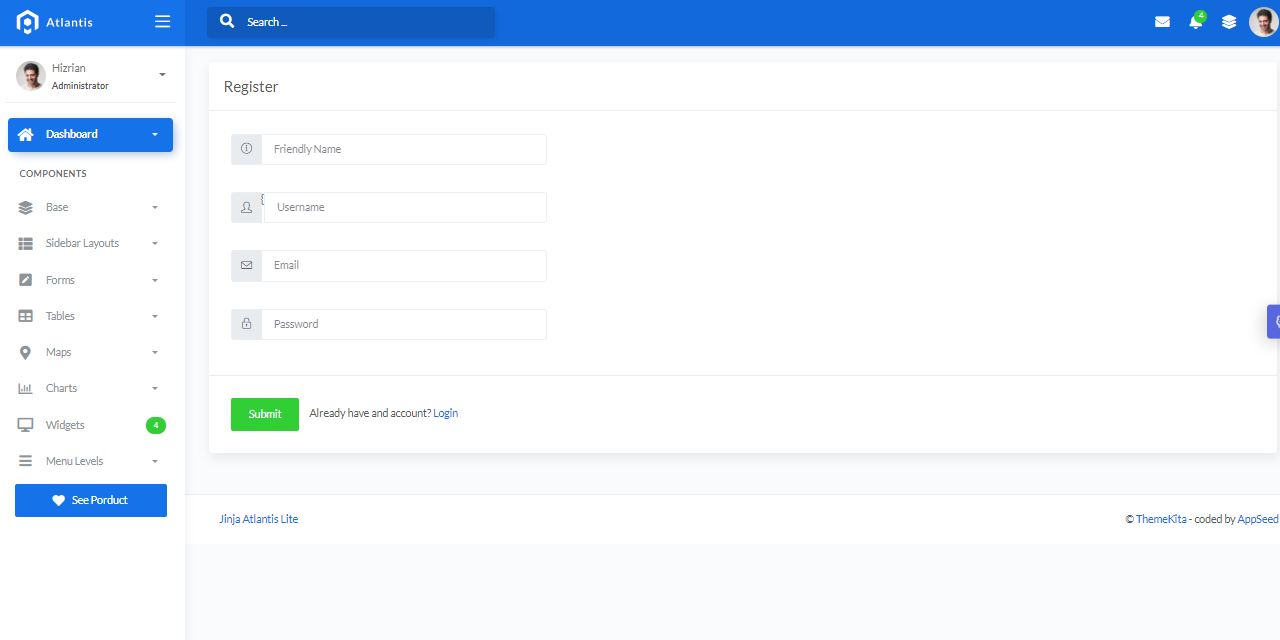 Atlantis
Search ...
4
Hizrian
Administrator
Dashboard
COMPONENTS
Base
Sidebar Layouts
Forms
Tables
Maps
Charts
Widgets 4
Menu Levels
See Porduct
Register
Friendly Name
{
Username
Email
Password
Submit Already have and account? Login
Jinja Atlantis Lite
© ThemeKita - coded by AppSeed